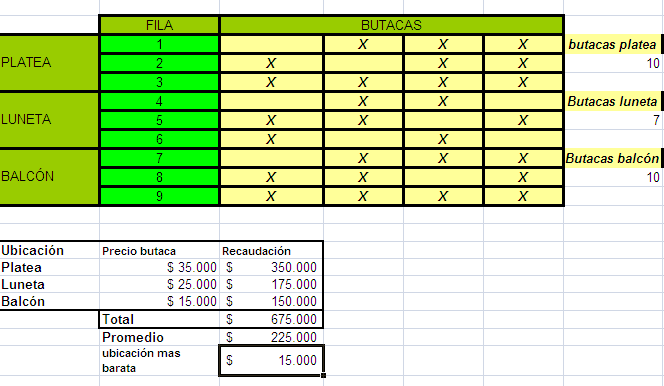 FILA BUTACAS
1 X X X butacas platea
PLATEA 2 X X X 10
3 X X X X
4 X X Butacas luneta
LUNETA 5 X X X 7
6 X X
7 X X X Butacas balcón
BALCÓN 8 X X X 10
9 X X X X
Ubicación Precio butaca Recaudación
Platea $ 35.000 $ 350.000
Luneta $ 25.000 $ 175.000
Balcón $ 15.000 $ 150.000
Total $ 675.000
Promedio $ 225.000
ubicación mas
barata $ 15.000